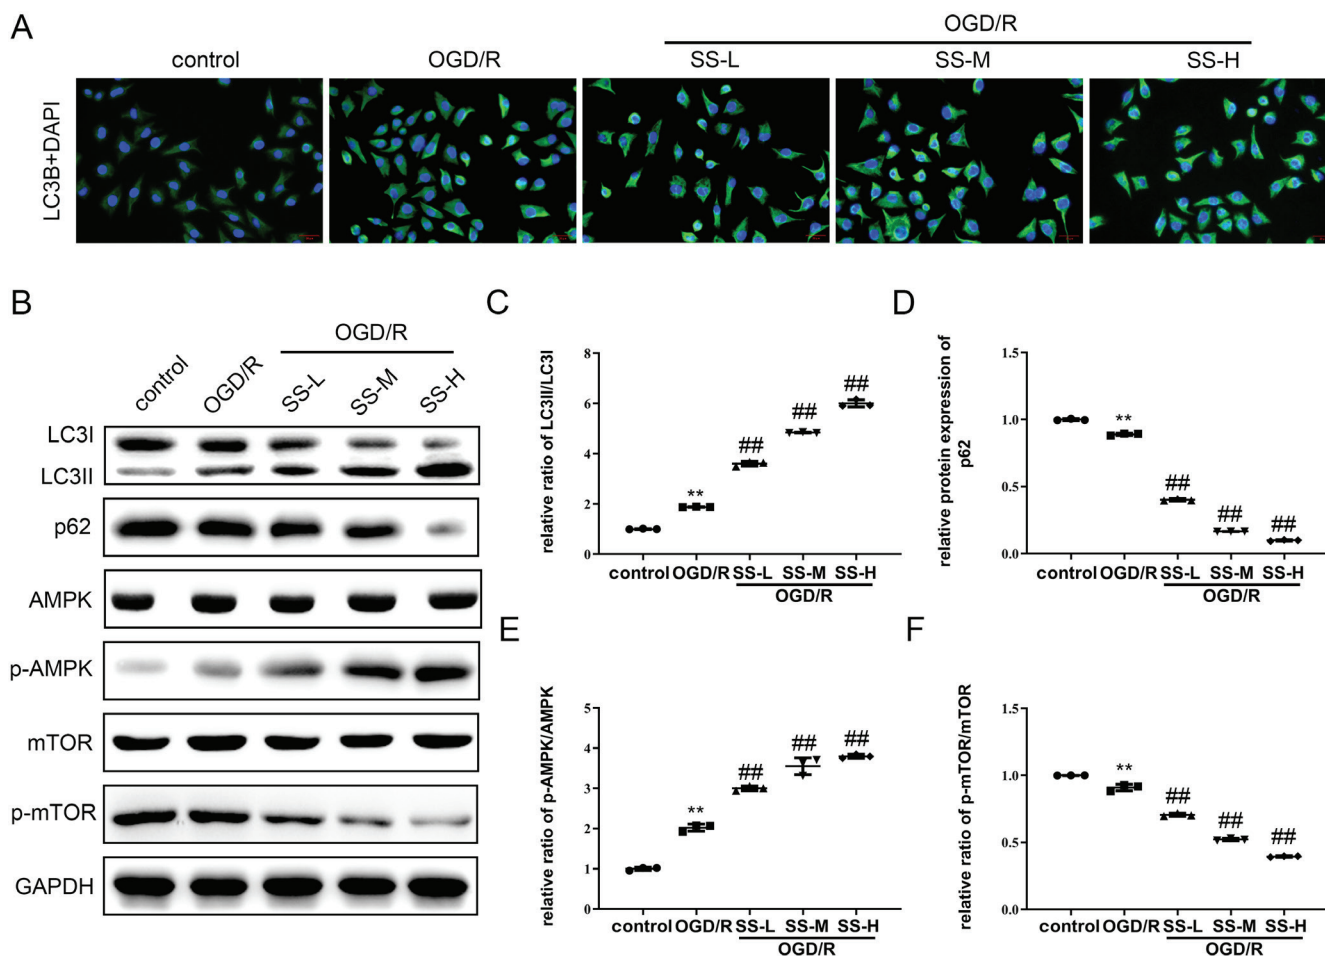 A
OGD/R
control OGD/R SS-L SS-M SS-H
LC3B+DAPI
B
OGD/R
control OGD/R SS-L SS-M SS-H
LC3I
LC3II
p62
AMPK
p-AMPK
mTOR
p-mTOR
GAPDH
C
relative ratio of LC3II/LC3I
8
6
4
2
0
**
##
##
##
control OGD/R SS-L SS-M SS-H
OGD/R
D
relative protein expression of
p62
1.5
1.0
0.5
0.0
**
##
##
##
control OGD/R SS-L SS-M SS-H
OGD/R
E
relative ratio of p-AMPK/AMPK
5
4
3
2
1
0
**
##
##
##
control OGD/R SS-L SS-M SS-H
OGD/R
F
relative ratio of p-mTOR/mTOR
1.5
1.0
0.5
0.0
**
##
##
##
control OGD/R SS-L SS-M SS-H
OGD/R